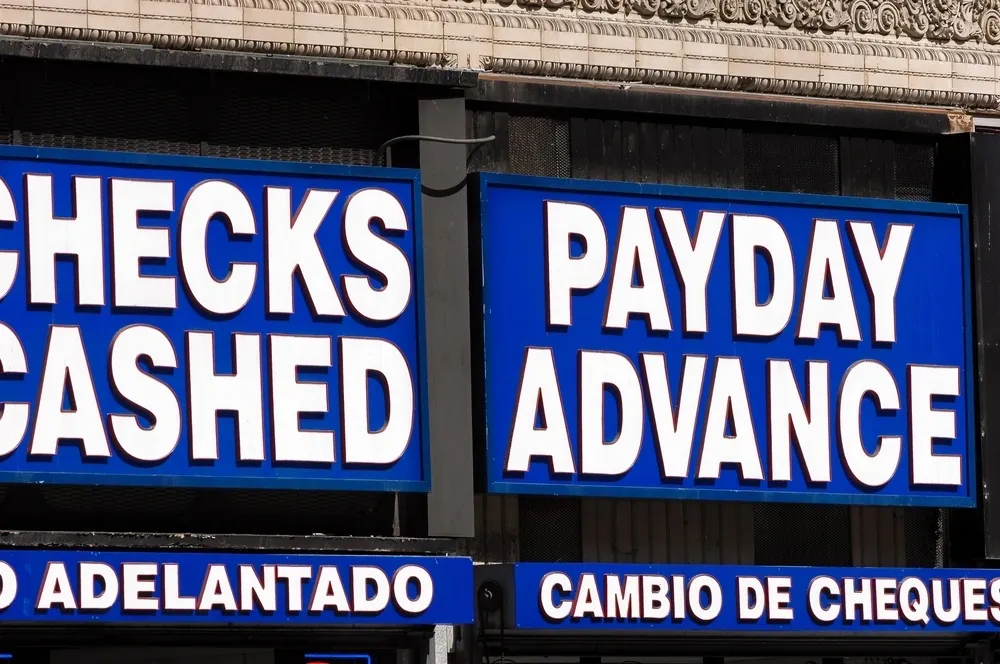 CHECKS
CASHED
PAYDAY
ADVANCE
O ADELANTADO
CAMBIO DE CHEQUES